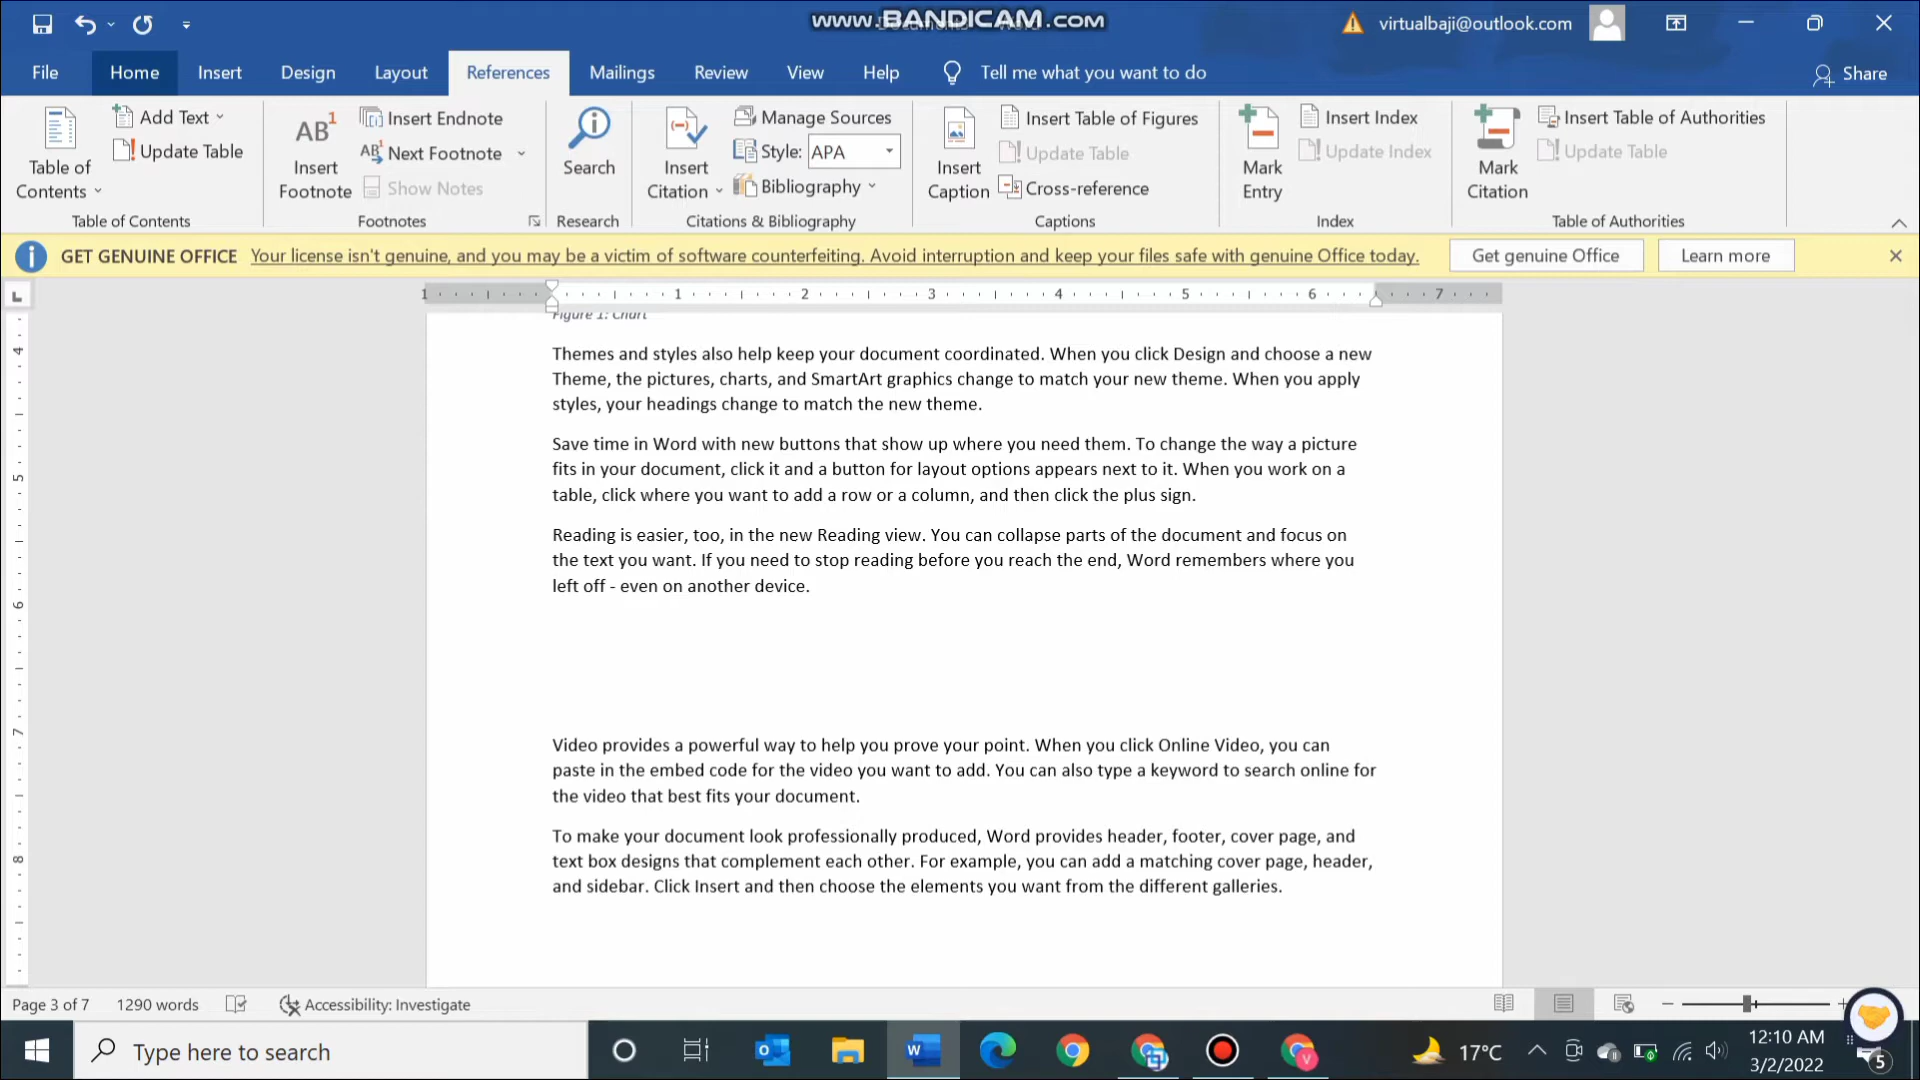 www.BANDICAM.com
virtualbaji@outlook.com
File Home Insert Design Layout References Mailings Review View Help Tell me what you want to do Share
Table of Contents
Add Text
Update Table
Table of Contents
AB1 Insert Footnote
Insert Endnote
Next Footnote
Show Notes
Footnotes
Search
Research
Insert Citation
Manage Sources
Style: APA
Bibliography
Citations & Bibliography
Insert Caption
Insert Table of Figures
Update Table
Cross-reference
Captions
Mark Entry
Insert Index
Update Index
Index
Mark Citation
Insert Table of Authorities
Update Table
Table of Authorities
GET GENUINE OFFICE Your license isn't genuine, and you may be a victim of software counterfeiting. Avoid interruption and keep your files safe with genuine Office today. Get genuine Office Learn more
1 1 2 3 4 5 6 7
4
5
6
7
8
Figure 1: Chart
Themes and styles also help keep your document coordinated. When you click Design and choose a new
Theme, the pictures, charts, and SmartArt graphics change to match your new theme. When you apply
styles, your headings change to match the new theme.
Save time in Word with new buttons that show up where you need them. To change the way a picture
fits in your document, click it and a button for layout options appears next to it. When you work on a
table, click where you want to add a row or a column, and then click the plus sign.
Reading is easier, too, in the new Reading view. You can collapse parts of the document and focus on
the text you want. If you need to stop reading before you reach the end, Word remembers where you
left off - even on another device.
Video provides a powerful way to help you prove your point. When you click Online Video, you can
paste in the embed code for the video you want to add. You can also type a keyword to search online for
the video that best fits your document.
To make your document look professionally produced, Word provides header, footer, cover page, and
text box designs that complement each other. For example, you can add a matching cover page, header,
and sidebar. Click Insert and then choose the elements you want from the different galleries.
Page 3 of 7 1290 words Accessibility: Investigate
Type here to search
17°C
12:10 AM
3/2/2022
5